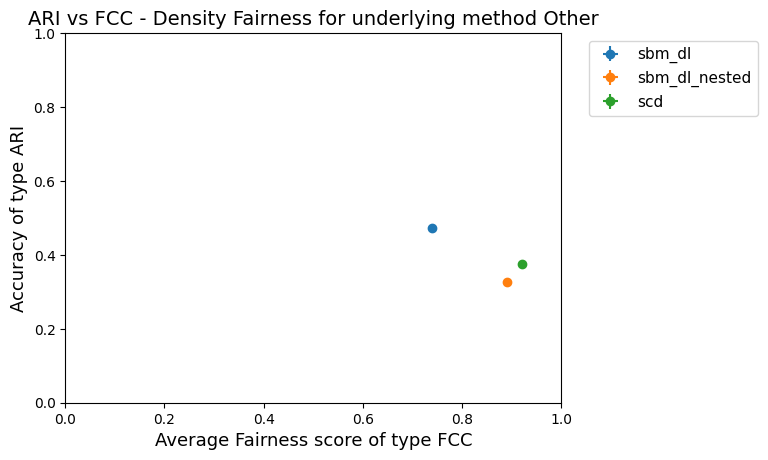 ARI vs FCC - Density Fairness for underlying method Other
1.0
0.8
0.6
0.4
0.2
0.0
Accuracy of type ARI
0.0 0.2 0.4 0.6 0.8 1.0
Average Fairness score of type FCC
sbm_dl
sbm_dl_nested
scd